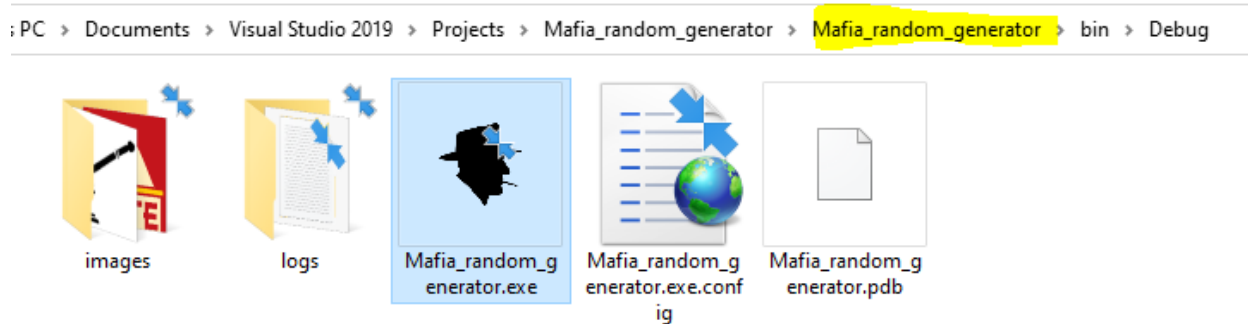 s PC > Documents > Visual Studio 2019 > Projects > Mafia_random_generator > Mafia_random_generator > bin > Debug
images
logs
Mafia_random_g
enerator.exe
Mafia_random_g
enerator.exe.conf
ig
Mafia_random_g
enerator.pdb